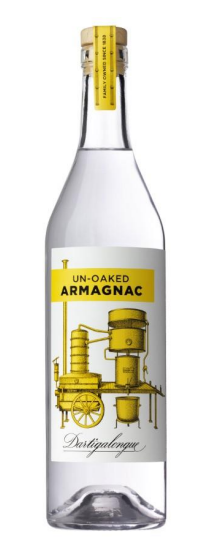 FAMILY OWNED SINCE 1838
UN-OAKED
ARMAGNAC
Dartigalongue